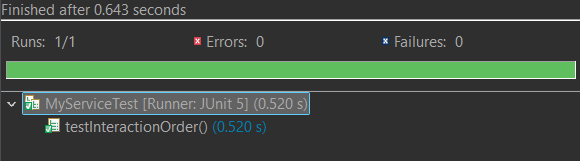 Finished after 0.643 seconds
Runs: 1/1 Errors: 0 Failures: 0
MyServiceTest [Runner: JUnit 5] (0.520 s)
testInteractionOrder() (0.520 s)